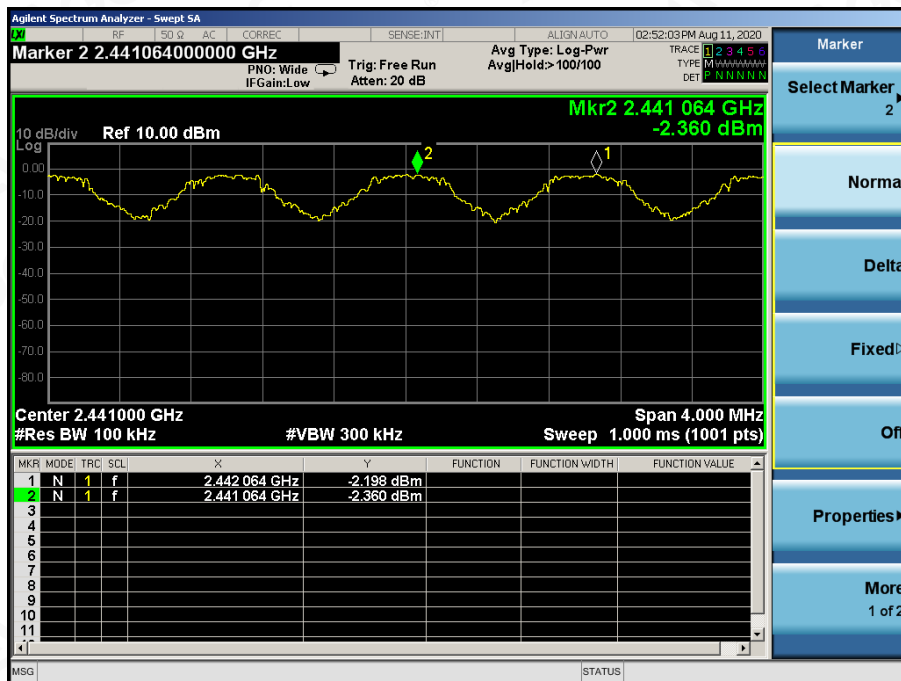 Agilent Spectrum Analyzer - Swept SA
LXI RF 50 Ω AC CORREC SENSE:INT ALIGN AUTO 02:52:03 PM Aug 11, 2020
Marker 2 2.441064000000 GHz
PNO: Wide
IFGain:Low
Trig: Free Run
Atten: 20 dB
Avg Type: Log-Pwr
Avg|Hold:>100/100
TRACE 1 2 3 4 5 6
TYPE M
DET P N N N N N
Mkr2 2.441 064 GHz
-2.360 dBm
10 dB/div Ref 10.00 dBm
Log
0.00
-10.0
-20.0
-30.0
-40.0
-50.0
-60.0
-70.0
-80.0
2
1
Center 2.441000 GHz Span 4.000 MHz
#Res BW 100 kHz #VBW 300 kHz Sweep 1.000 ms (1001 pts)
MKR MODE TRC SCL X Y FUNCTION FUNCTION WIDTH FUNCTION VALUE
1 N 1 f 2.442 064 GHz -2.198 dBm
2 N 1 f 2.441 064 GHz -2.360 dBm
3
4
5
6
7
8
9
10
11
MSG STATUS
Marker
Select Marker
2
Norma
Delta
Fixed
Off
Properties
More
1 of 2